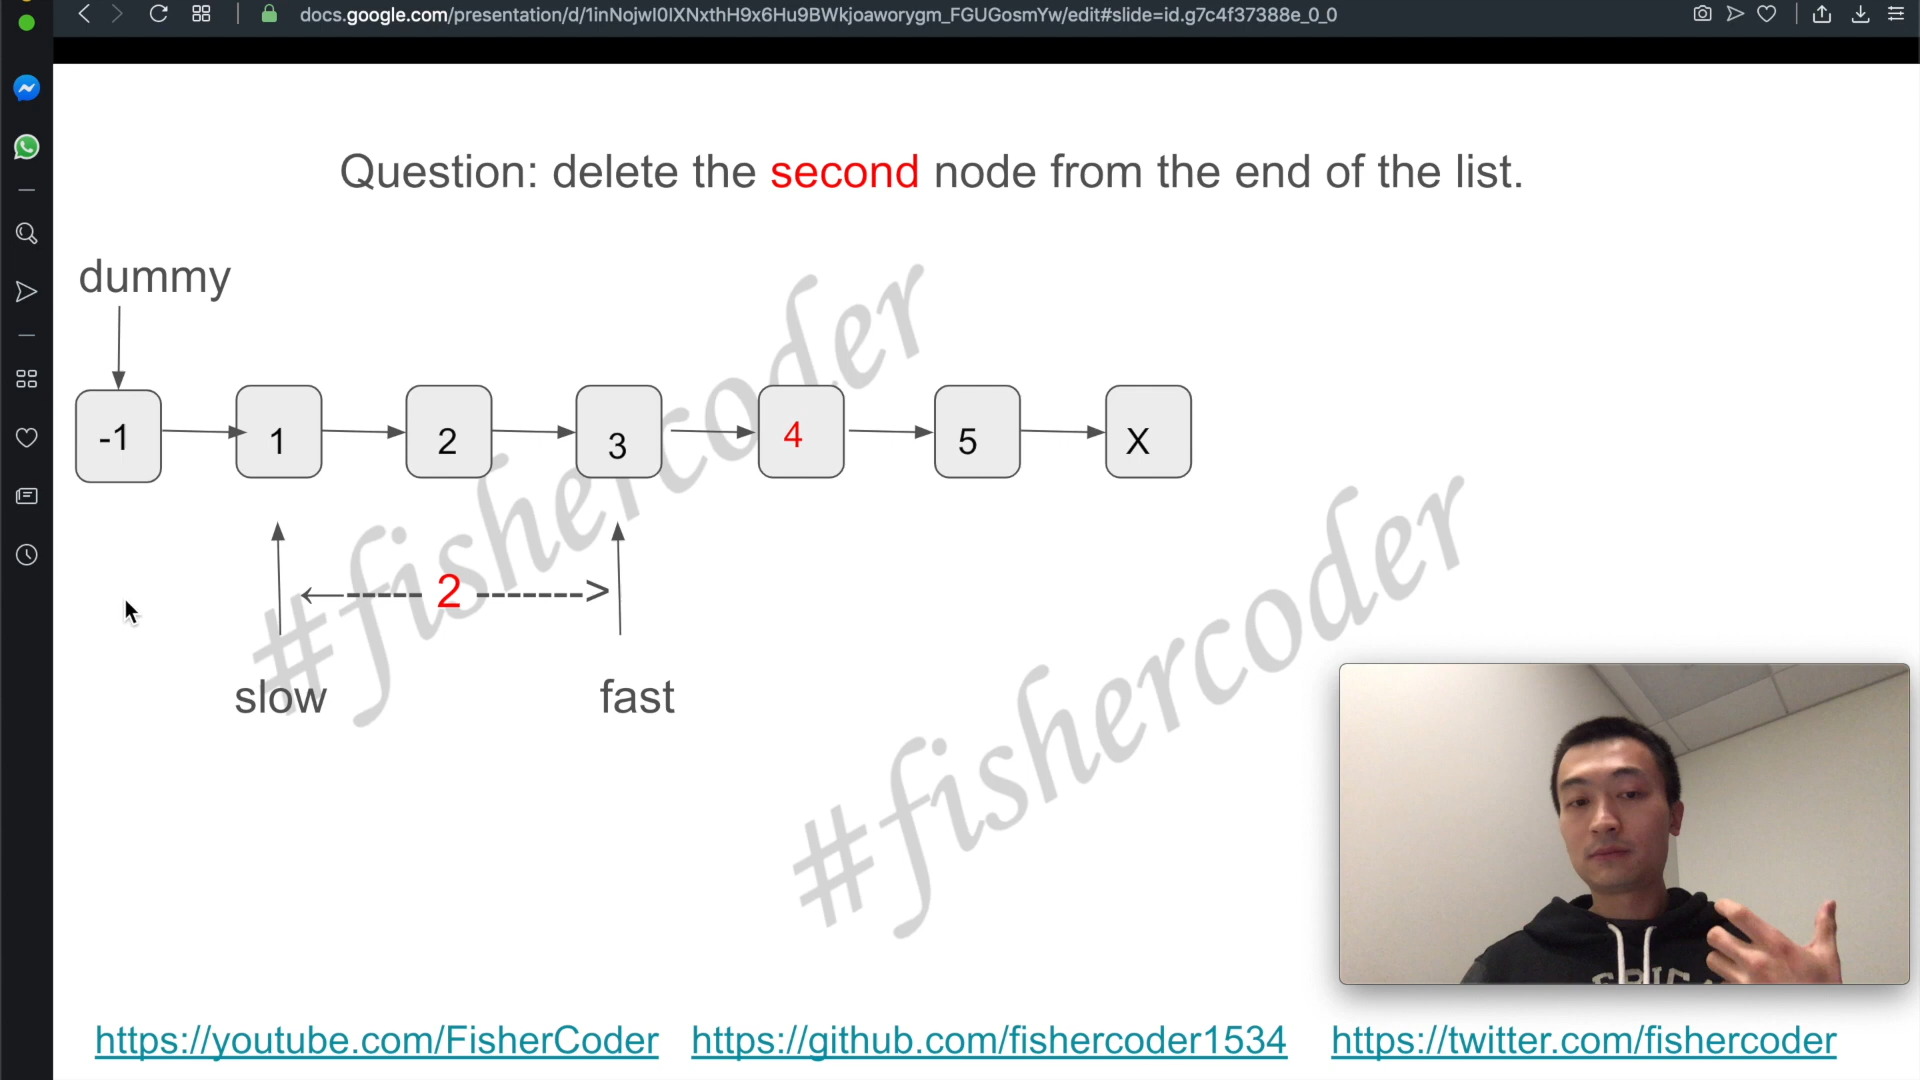 docs.google.com/presentation/d/1inNojwI0IXNxthH9x6Hu9BWkjoaworygm_FGUGosmYw/edit#slide=id.g7c4f37388e_0_0
Question: delete the second node from the end of the list.
dummy
-1 1 2 3 4 5 X
2
slow fast
#fishercoder
#fishercoder
https://youtube.com/FisherCoder https://github.com/fishercoder1534 https://twitter.com/fishercoder